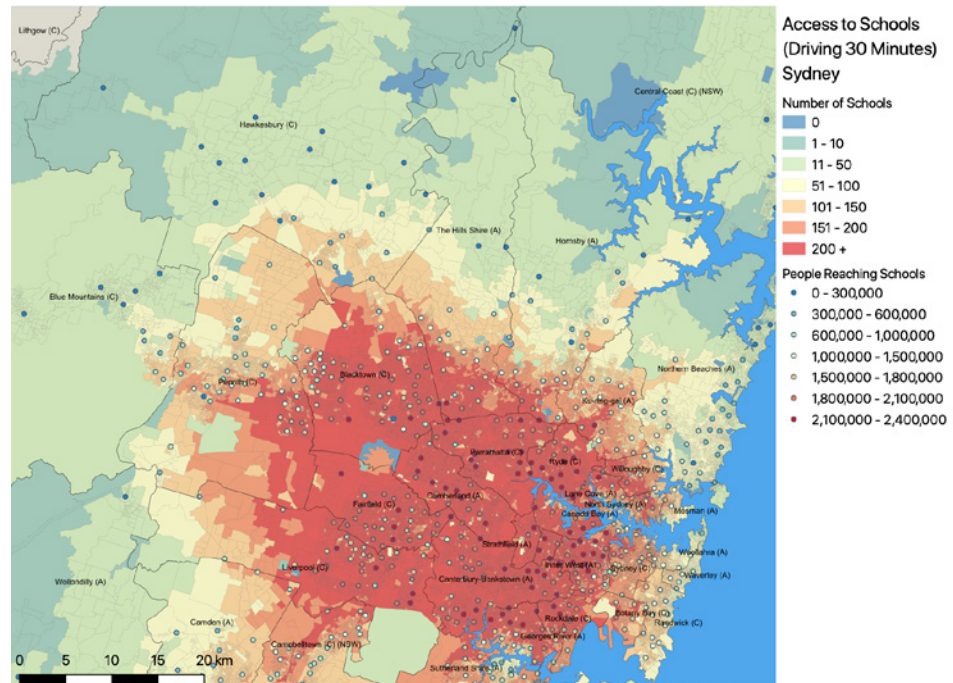 Access to Schools
(Driving 30 Minutes)
Sydney
Number of Schools
0
1 - 10
11 - 50
51 - 100
101 - 150
151 - 200
200 +
People Reaching Schools
0 - 300,000
300,000 - 600,000
600,000 - 1,000,000
1,000,000 - 1,500,000
1,500,000 - 1,800,000
1,800,000 - 2,100,000
2,100,000 - 2,400,000
Lithgow (C)
Central Coast (C) (NSW)
Hawkesbury (C)
The Hills Shire (A)
Hornsby (A)
Blue Mountains (C)
Northern Beaches (A)
Blacktown (C)
Penrith (C)
Ku-ring-gai (A)
Parramatta (C)
Ryde (C)
Willoughby (C)
Lane Cove (A)
North Sydney (A)
Mosman (A)
Canada Bay (A)
Cumberland (A)
Fairfield (C)
Strathfield (A)
Woollahra (A)
Inner West (A)
Sydney (C)
Waverley (A)
Liverpool (C)
Canterbury-Bankstown (A)
Wollondilly (A)
Botany Bay (C)
Rockdale (C)
Randwick (C)
Camden (A)
Georges River (A)
Campbelltown (C) (NSW)
Sutherland Shire (A)
0 5 10 15 20 km